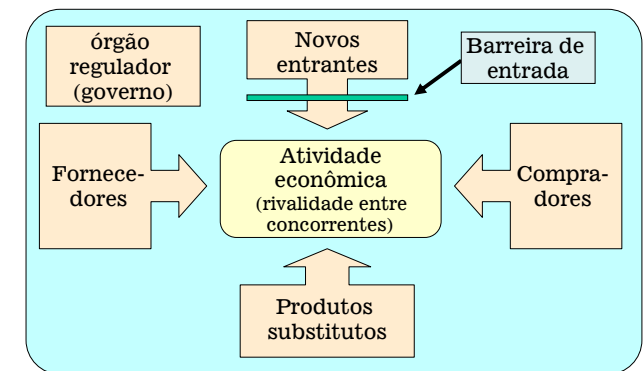 órgão
regulador
(governo)
Novos
entrantes
Barreira de
entrada
Fornece-
dores
Atividade
econômica
(rivalidade entre
concorrentes)
Compra-
dores
Produtos
substitutos